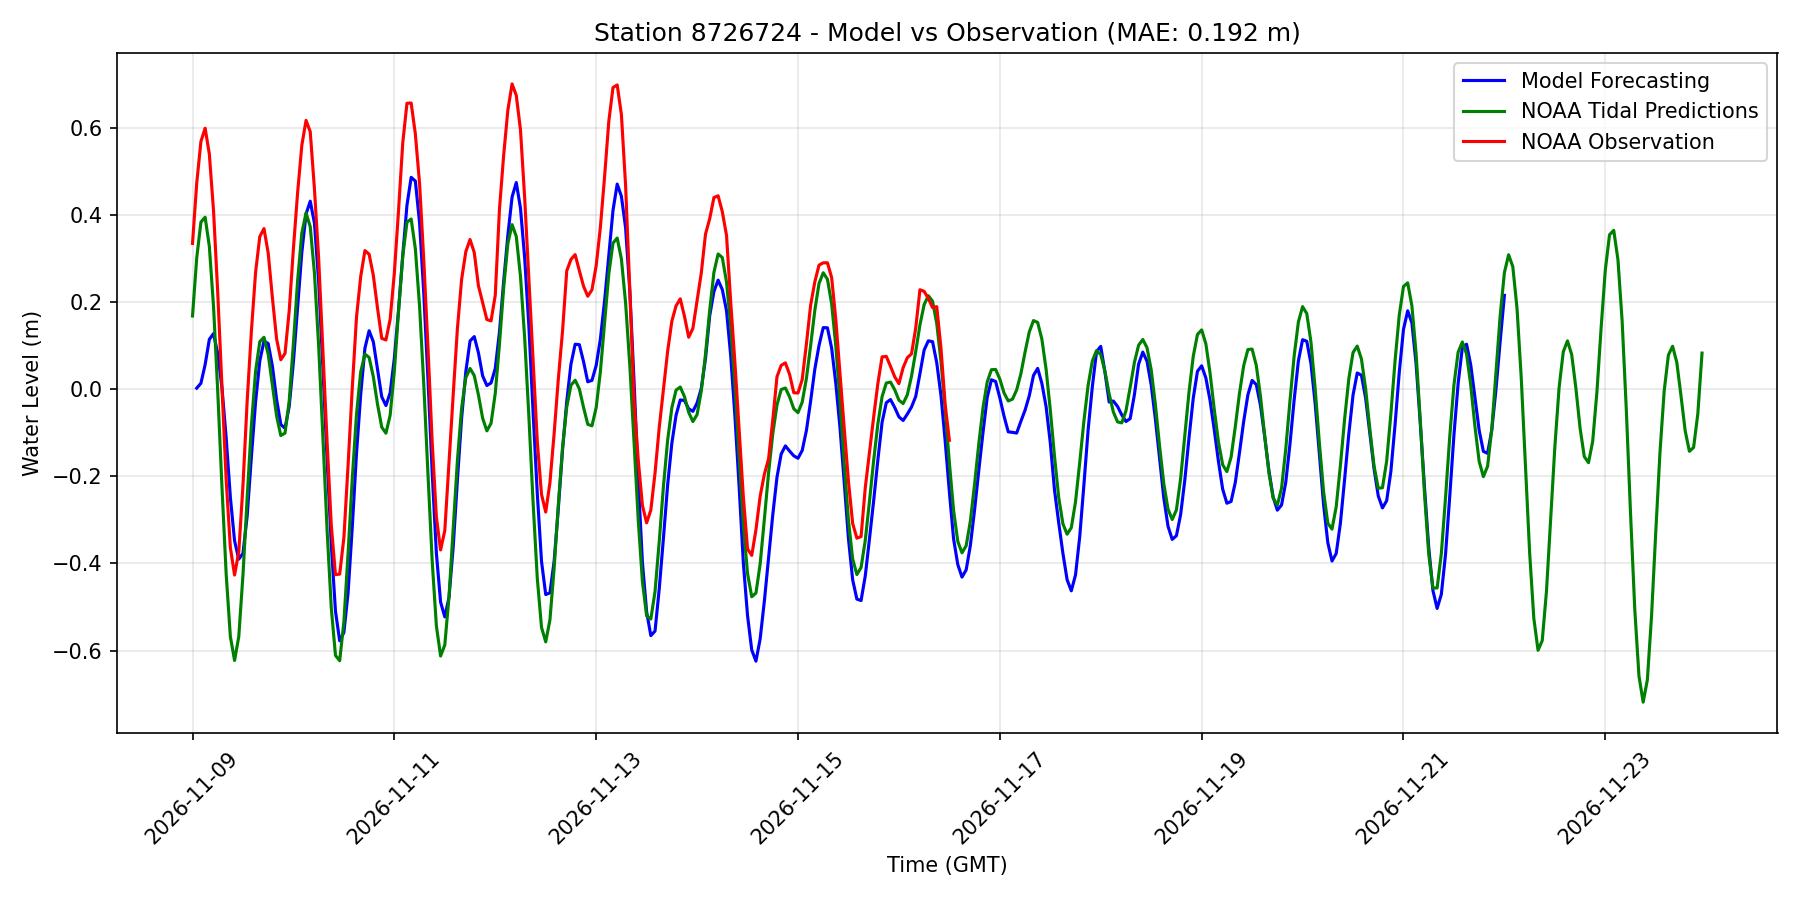 Station 8726724 - Model vs Observation (MAE: 0.192 m)
Model Forecasting
NOAA Tidal Predictions
NOAA Observation
Water Level (m)
0.6
0.4
0.2
0.0
−0.2
−0.4
−0.6
2026-11-09
2026-11-11
2026-11-13
2026-11-15
2026-11-17
2026-11-19
2026-11-21
2026-11-23
Time (GMT)